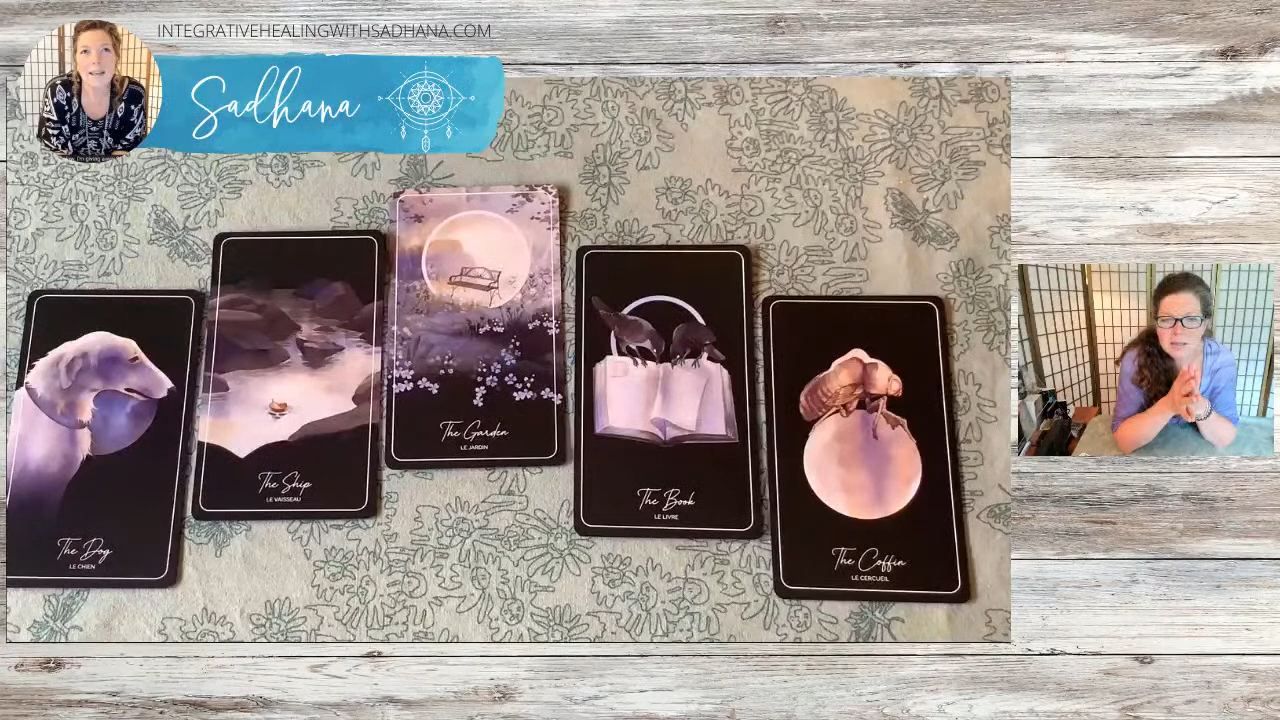 INTEGRATIVEHEALINGWITHSADHANA.COM
Sadhana
The Garden
LE JARDIN
The Ship
LE VAISSEAU
The Book
LE LIVRE
The Dog
LE CHIEN
The Coffin
LE CERCUEIL